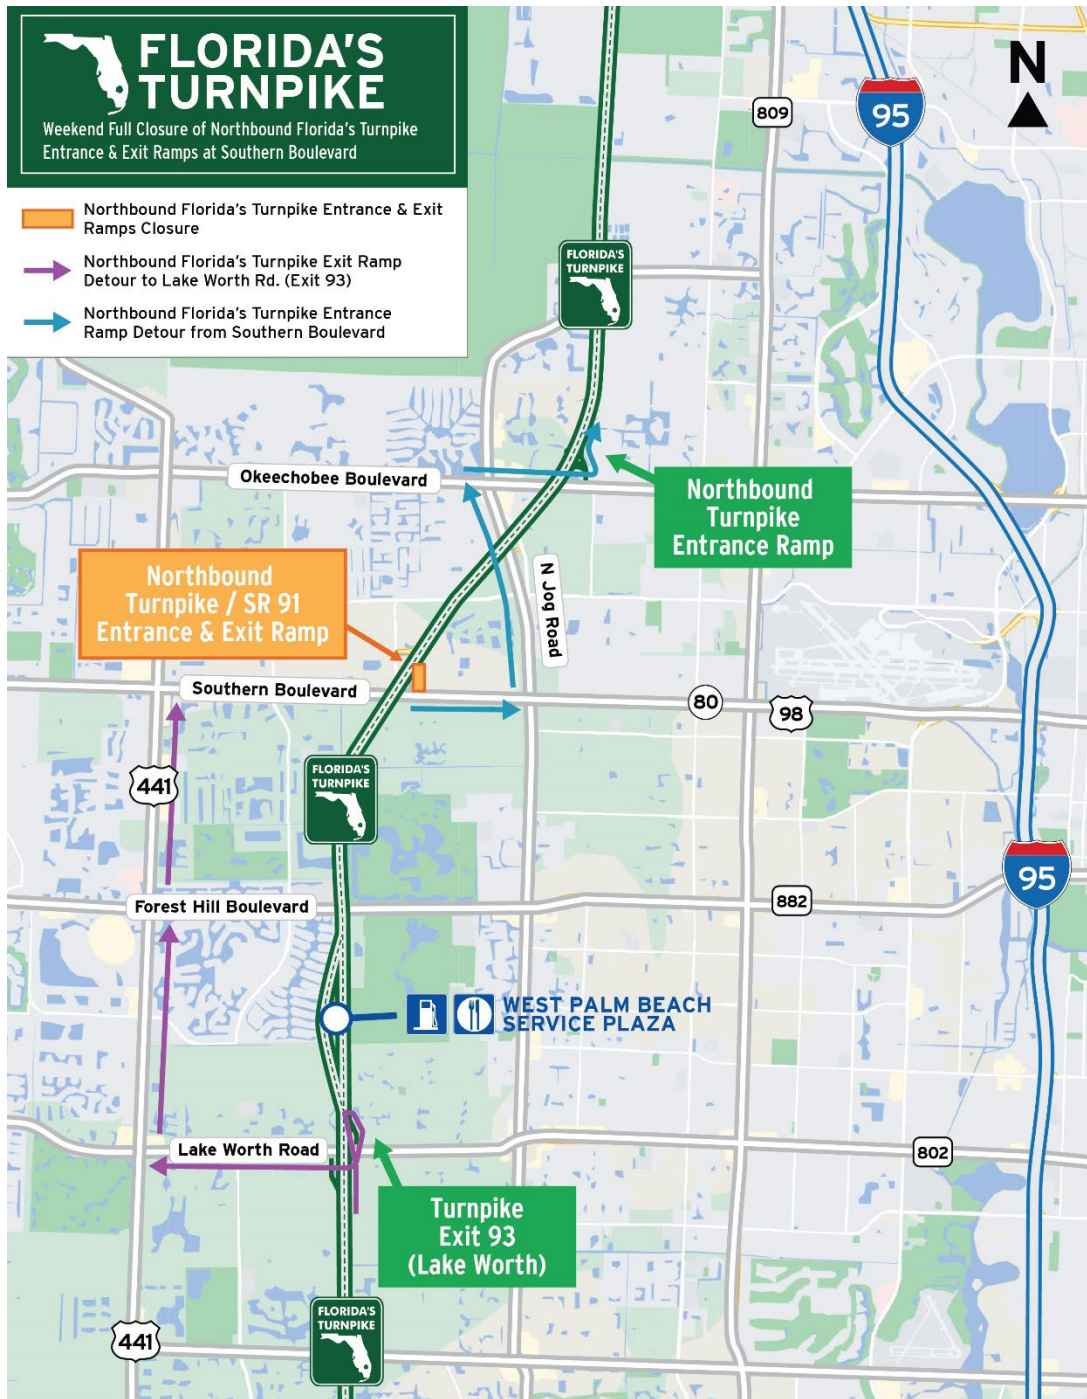 FLORIDA'S
TURNPIKE
Weekend Full Closure of Northbound Florida's Turnpike
Entrance & Exit Ramps at Southern Boulevard
Northbound Florida's Turnpike Entrance & Exit
Ramps Closure
Northbound Florida's Turnpike Exit Ramp
Detour to Lake Worth Rd. (Exit 93)
Northbound Florida's Turnpike Entrance
Ramp Detour from Southern Boulevard
N
809
95
FLORIDA'S
TURNPIKE
Okeechobee Boulevard
Northbound
Turnpike
Entrance Ramp
Northbound
Turnpike / SR 91
Entrance & Exit Ramp
N Jog Road
Southern Boulevard
80
98
441
FLORIDA'S
TURNPIKE
95
Forest Hill Boulevard
882
WEST PALM BEACH
SERVICE PLAZA
Lake Worth Road
802
Turnpike
Exit 93
(Lake Worth)
FLORIDA'S
TURNPIKE
441